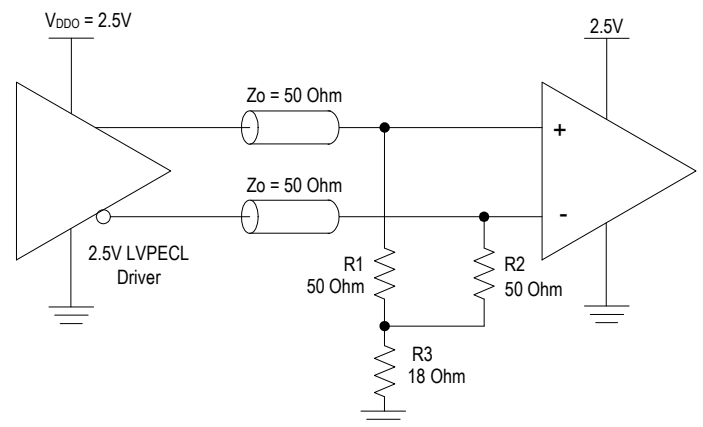 VDDO = 2.5V
2.5V
Zo = 50 Ohm
+
Zo = 50 Ohm
-
2.5V LVPECL
Driver
R1
50 Ohm
R2
50 Ohm
R3
18 Ohm